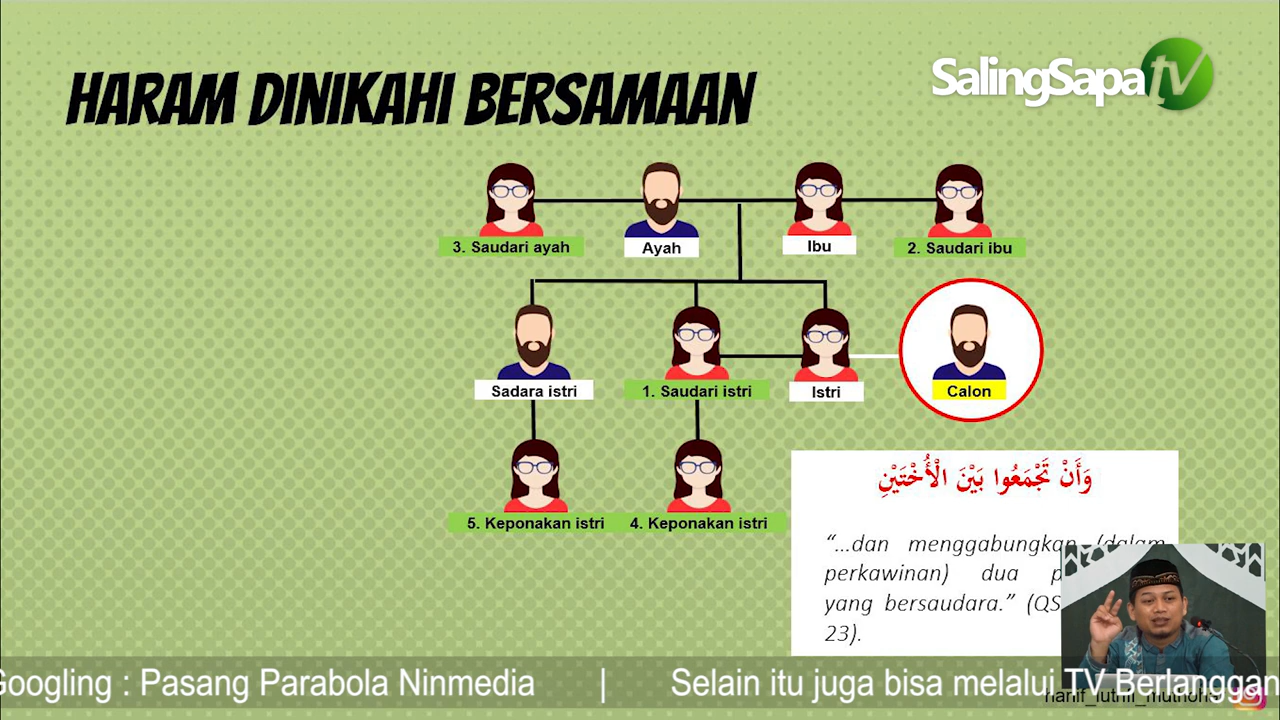 HARAM DINIKAHI BERSAMAAN
SalingSapa tv
3. Saudari ayah
Ayah
Ibu
2. Saudari ibu
Sadara istri
1. Saudari istri
Istri
Calon
5. Keponakan istri
4. Keponakan istri
وَأَنْ تَجْمَعُوا بَيْنَ الْأُخْتَيْنِ
“...dan menggabungkan (dalam
perkawinan) dua
yang bersaudara.” (QS
23).
Googling : Pasang Parabola Ninmedia | Selain itu juga bisa melalui TV Berlanggan